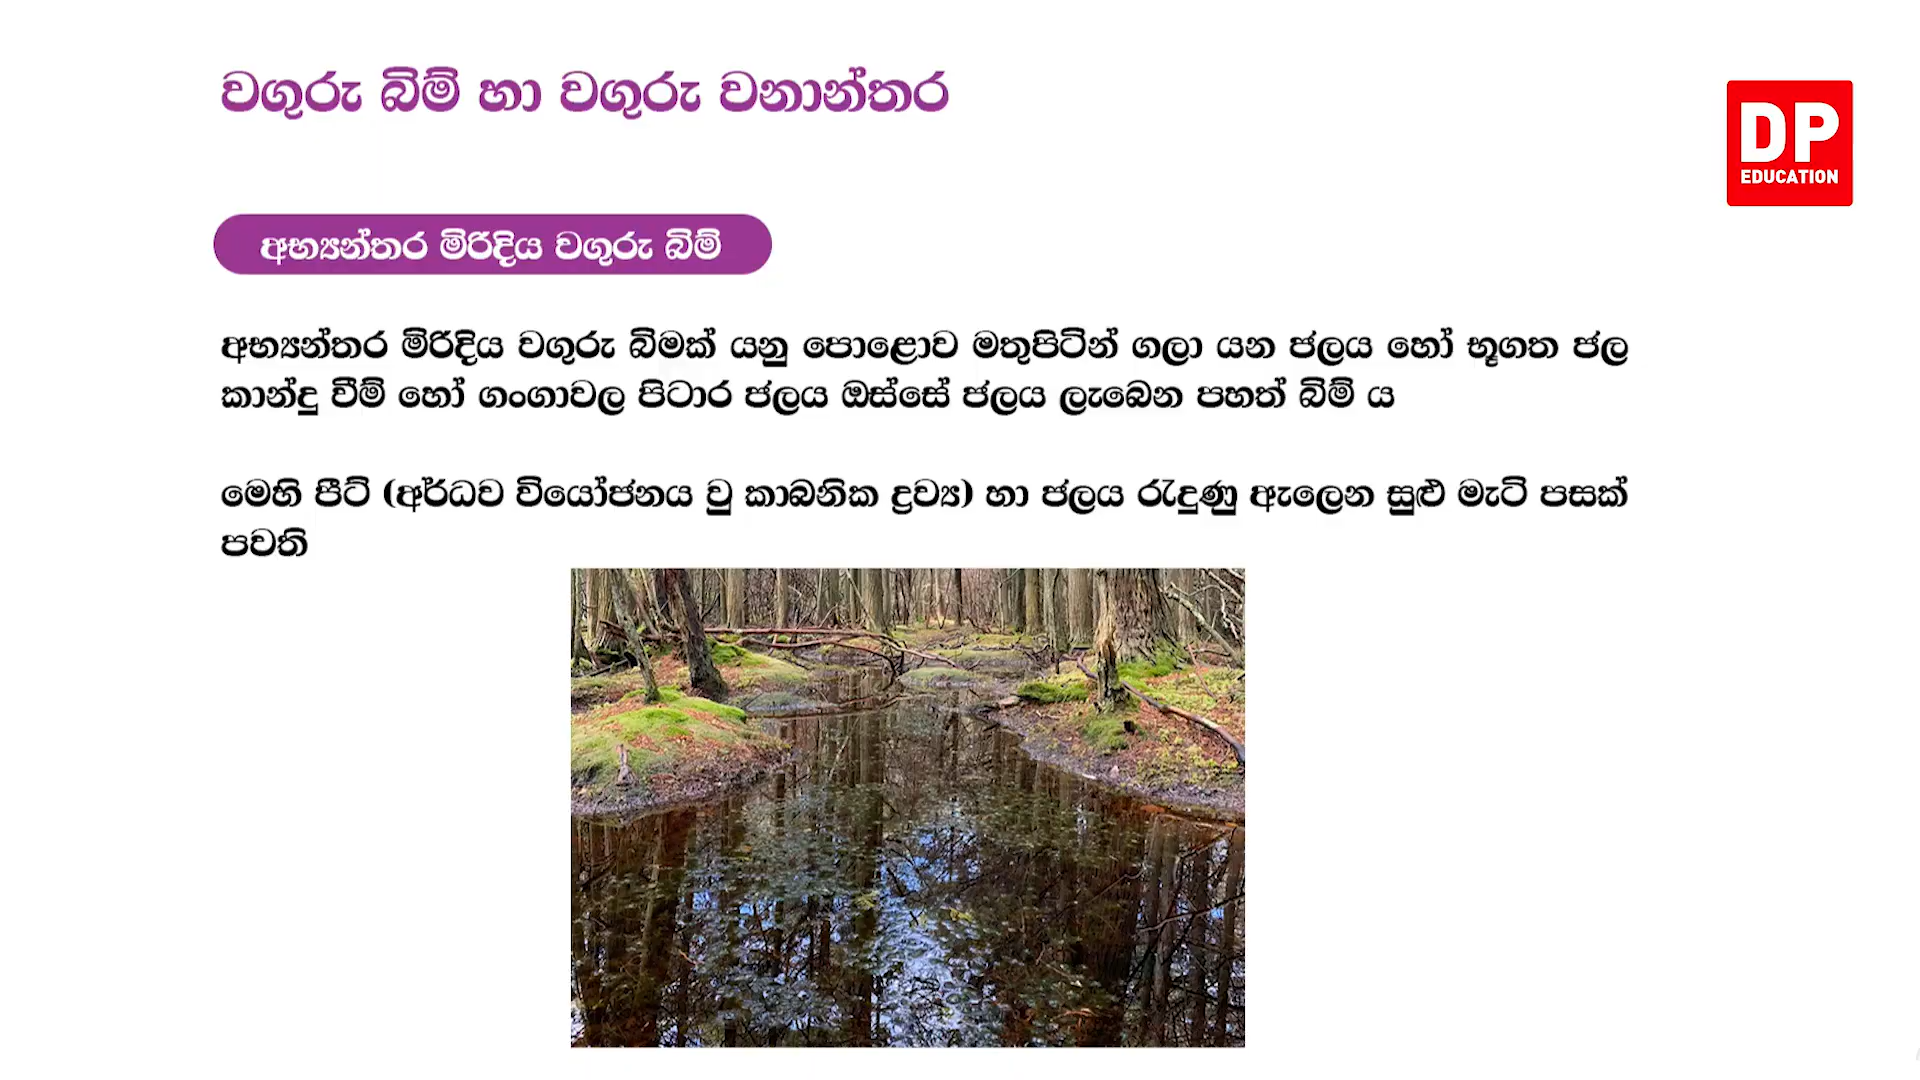 වගුරු බිම් හා වගුරු වනාන්තර
DP
EDUCATION
අභ්‍යන්තර මිරිදිය වගුරු බිම්
අභ්‍යන්තර මිරිදිය වගුරු බිමක් යනු පොළොව මතුපිටින් ගලා යන ජලය හෝ භූගත ජල
කාන්දු වීම් හෝ ගංගාවල පිටාර ජලය ඔස්සේ ජලය ලැබෙන පහත් බිම් ය
මෙහි පීට් (අර්ධව වියෝජනය වු කාබනික ද්‍රව්‍ය) හා ජලය රැඳුණු ඇලෙන සුළු මැටි පසක්
පවතී